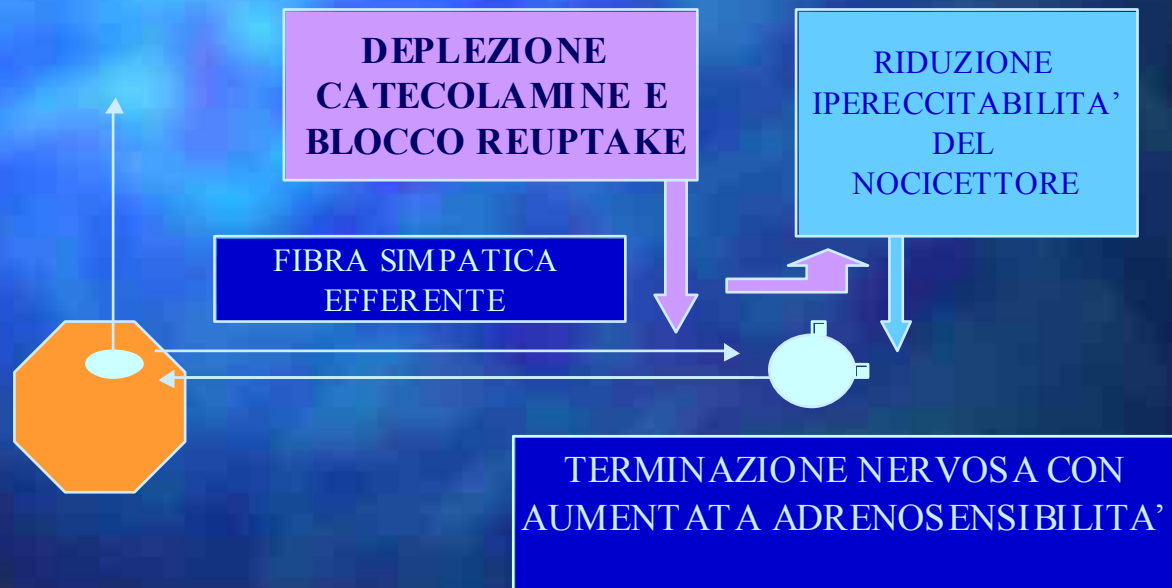 DEPLEZIONE
CATECOLAMINE E
BLOCCO REUPTAKE
RIDUZIONE
IPERECCITABILITA’
DEL
NOCICETTORE
FIBRA SIMPATICA
EFFERENTE
TERMINAZIONE NERVOSA CON
AUMENTATA ADRENOSENSIBILITA’